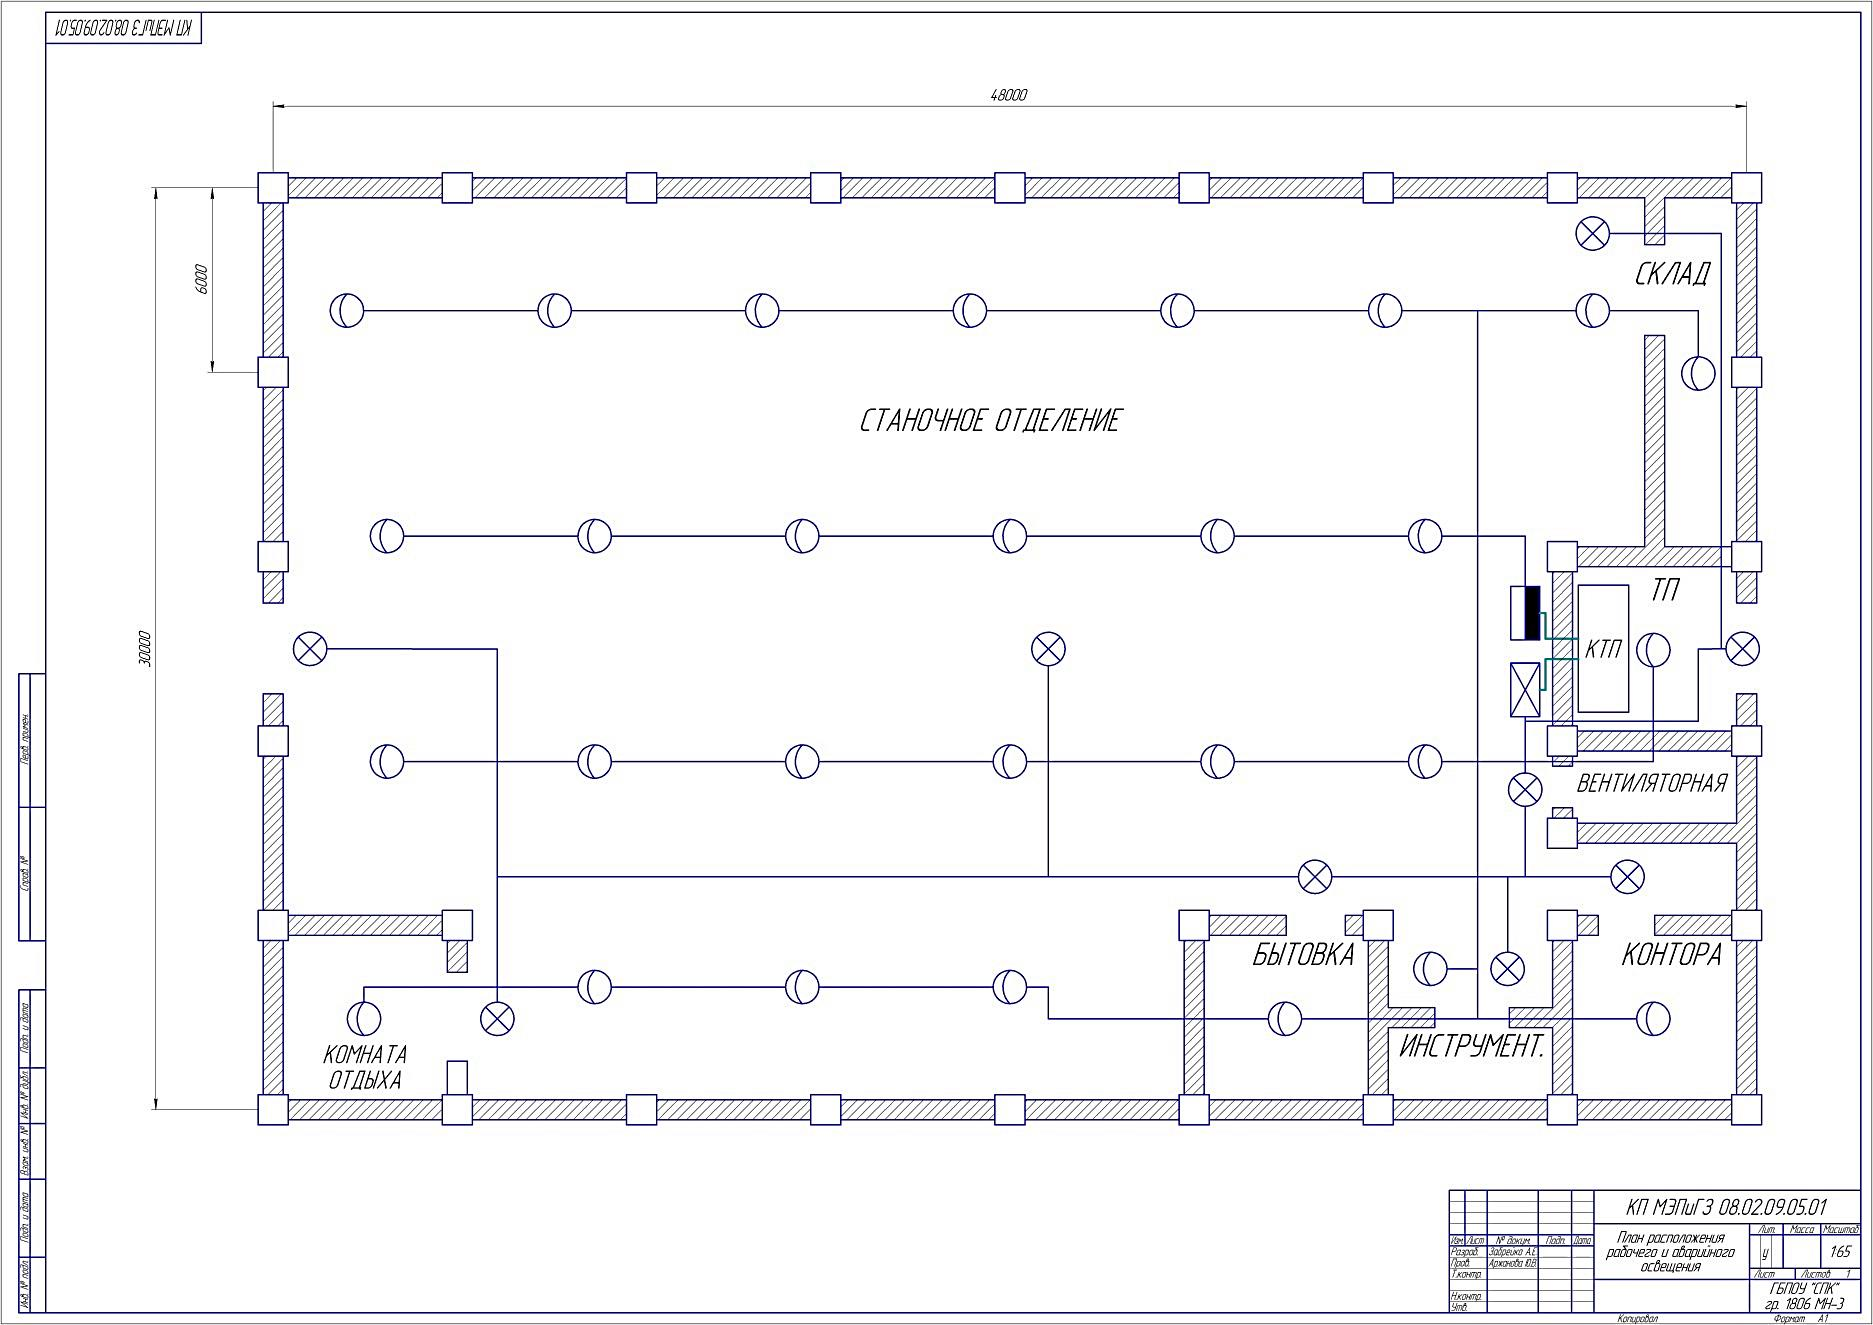 КП МЭПиГЗ 08.02.09.05.01
48000
6000
30000
СКЛАД
СТАНОЧНОЕ ОТДЕЛЕНИЕ
ТП
КТП
ВЕНТИЛЯТОРНАЯ
БЫТОВКА
КОНТОРА
ИНСТРУМЕНТ.
КОМНАТА
ОТДЫХА
Перв. примен.
Справ. №
Подп. и дата
Инв. № дубл.
Взам. инв. №
Подп. и дата
Инв. № подл.
КП МЭПиГЗ 08.02.09.05.01
Изм. Лист № докум. Подп. Дата
Разраб. Забрейко А.Е.
Пров. Аржанова Ю.В.
Т.контр.
Н.контр.
Утв.
План расположения
рабочего и аварийного
освещения
Лит. Масса Масштаб
у 165
Лист Листов 1
ГБПОУ "СПК"
гр. 1806 МН-3
Копировал Формат А1